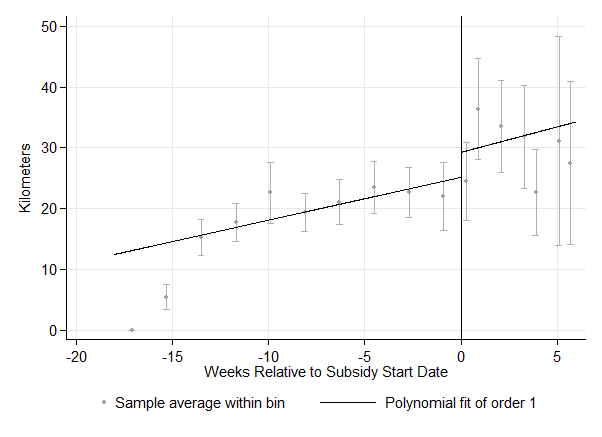 50
40
30
20
10
0
Kilometers
-20 -15 -10 -5 0 5
Weeks Relative to Subsidy Start Date
Sample average within bin Polynomial fit of order 1